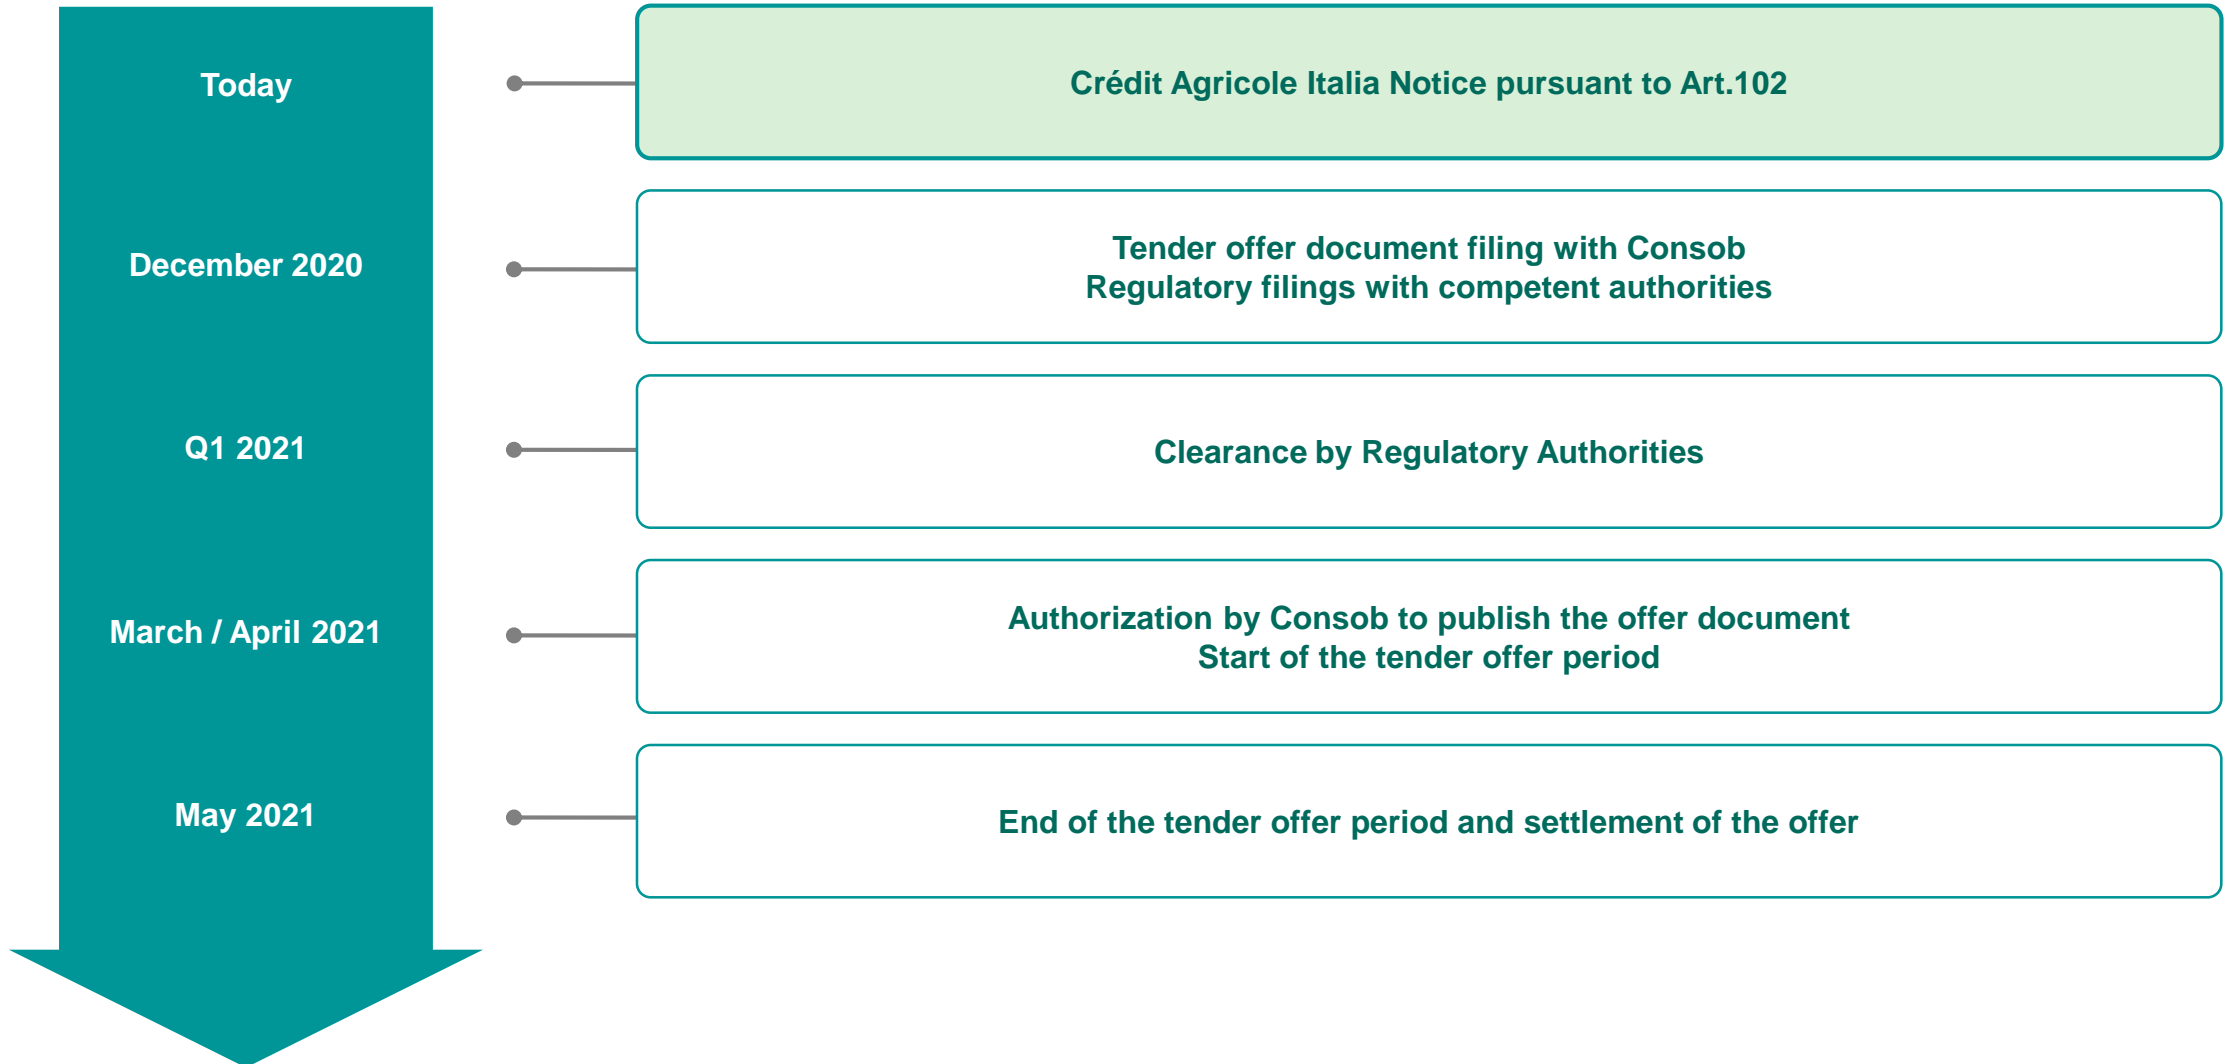 Today
Crédit Agricole Italia Notice pursuant to Art.102
December 2020
Tender offer document filing with Consob
Regulatory filings with competent authorities
Q1 2021
Clearance by Regulatory Authorities
March / April 2021
Authorization by Consob to publish the offer document
Start of the tender offer period
May 2021
End of the tender offer period and settlement of the offer